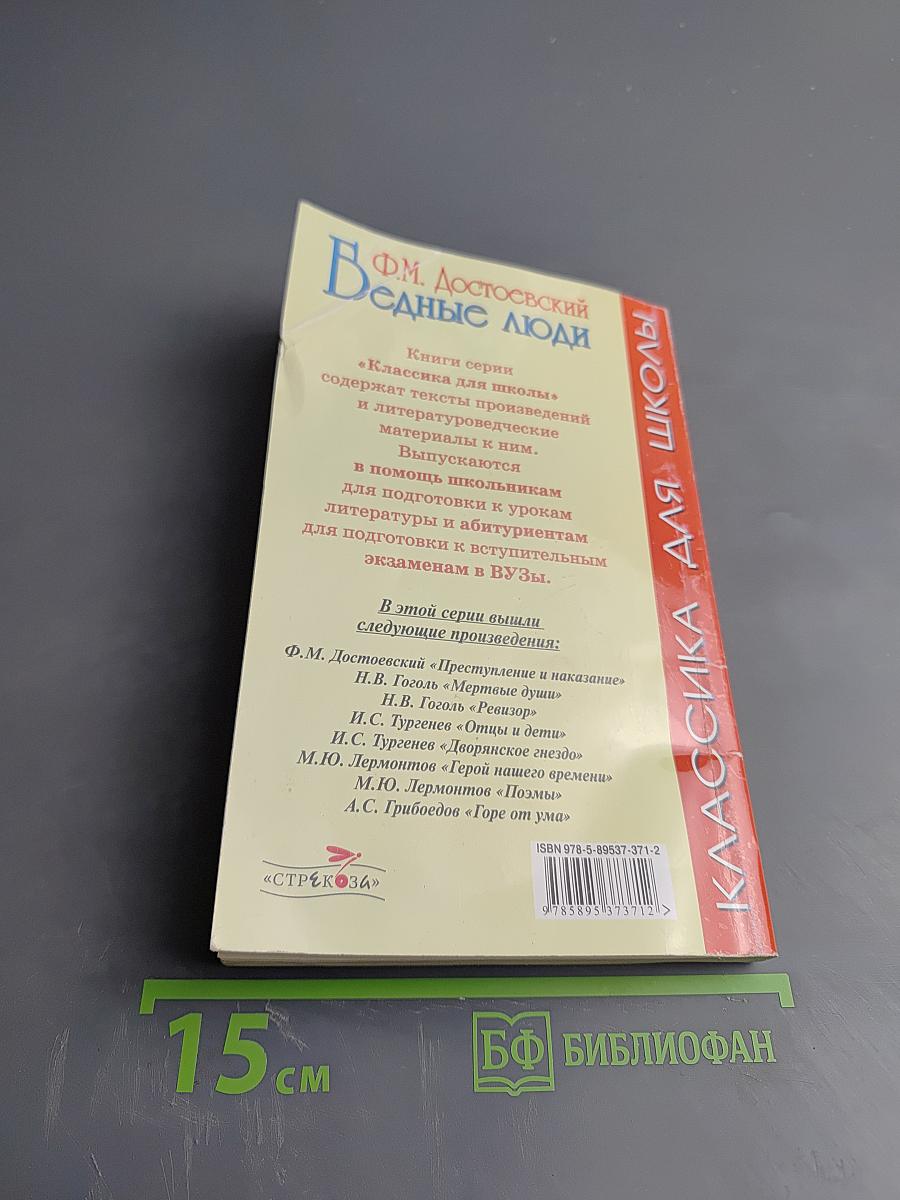 Ф.М. Достоевский
Бедные люди
Книги серии
«Классика для школы»
содержат тексты произведений
и литературоведческие
материалы к ним.
Выпускаются
в помощь школьникам
для подготовки к урокам
литературы и абитуриентам
для подготовки к вступительным
экзаменам в ВУЗы.
В этой серии вышли
следующие произведения:
Ф.М. Достоевский «Преступление и наказание»
Н.В. Гоголь «Мертвые души»
Н.В. Гоголь «Ревизор»
И.С. Тургенев «Отцы и дети»
И.С. Тургенев «Дворянское гнездо»
М.Ю. Лермонтов «Герой нашего времени»
М.Ю. Лермонтов «Поэмы»
А.С. Грибоедов «Горе от ума»
«СТРЕКОЗА»
ISBN 978-5-89537-371-2
9 785895 373712 >
КЛАССИКА ДЛЯ ШКОЛЫ
15 см
БФ БИБЛИОФАН